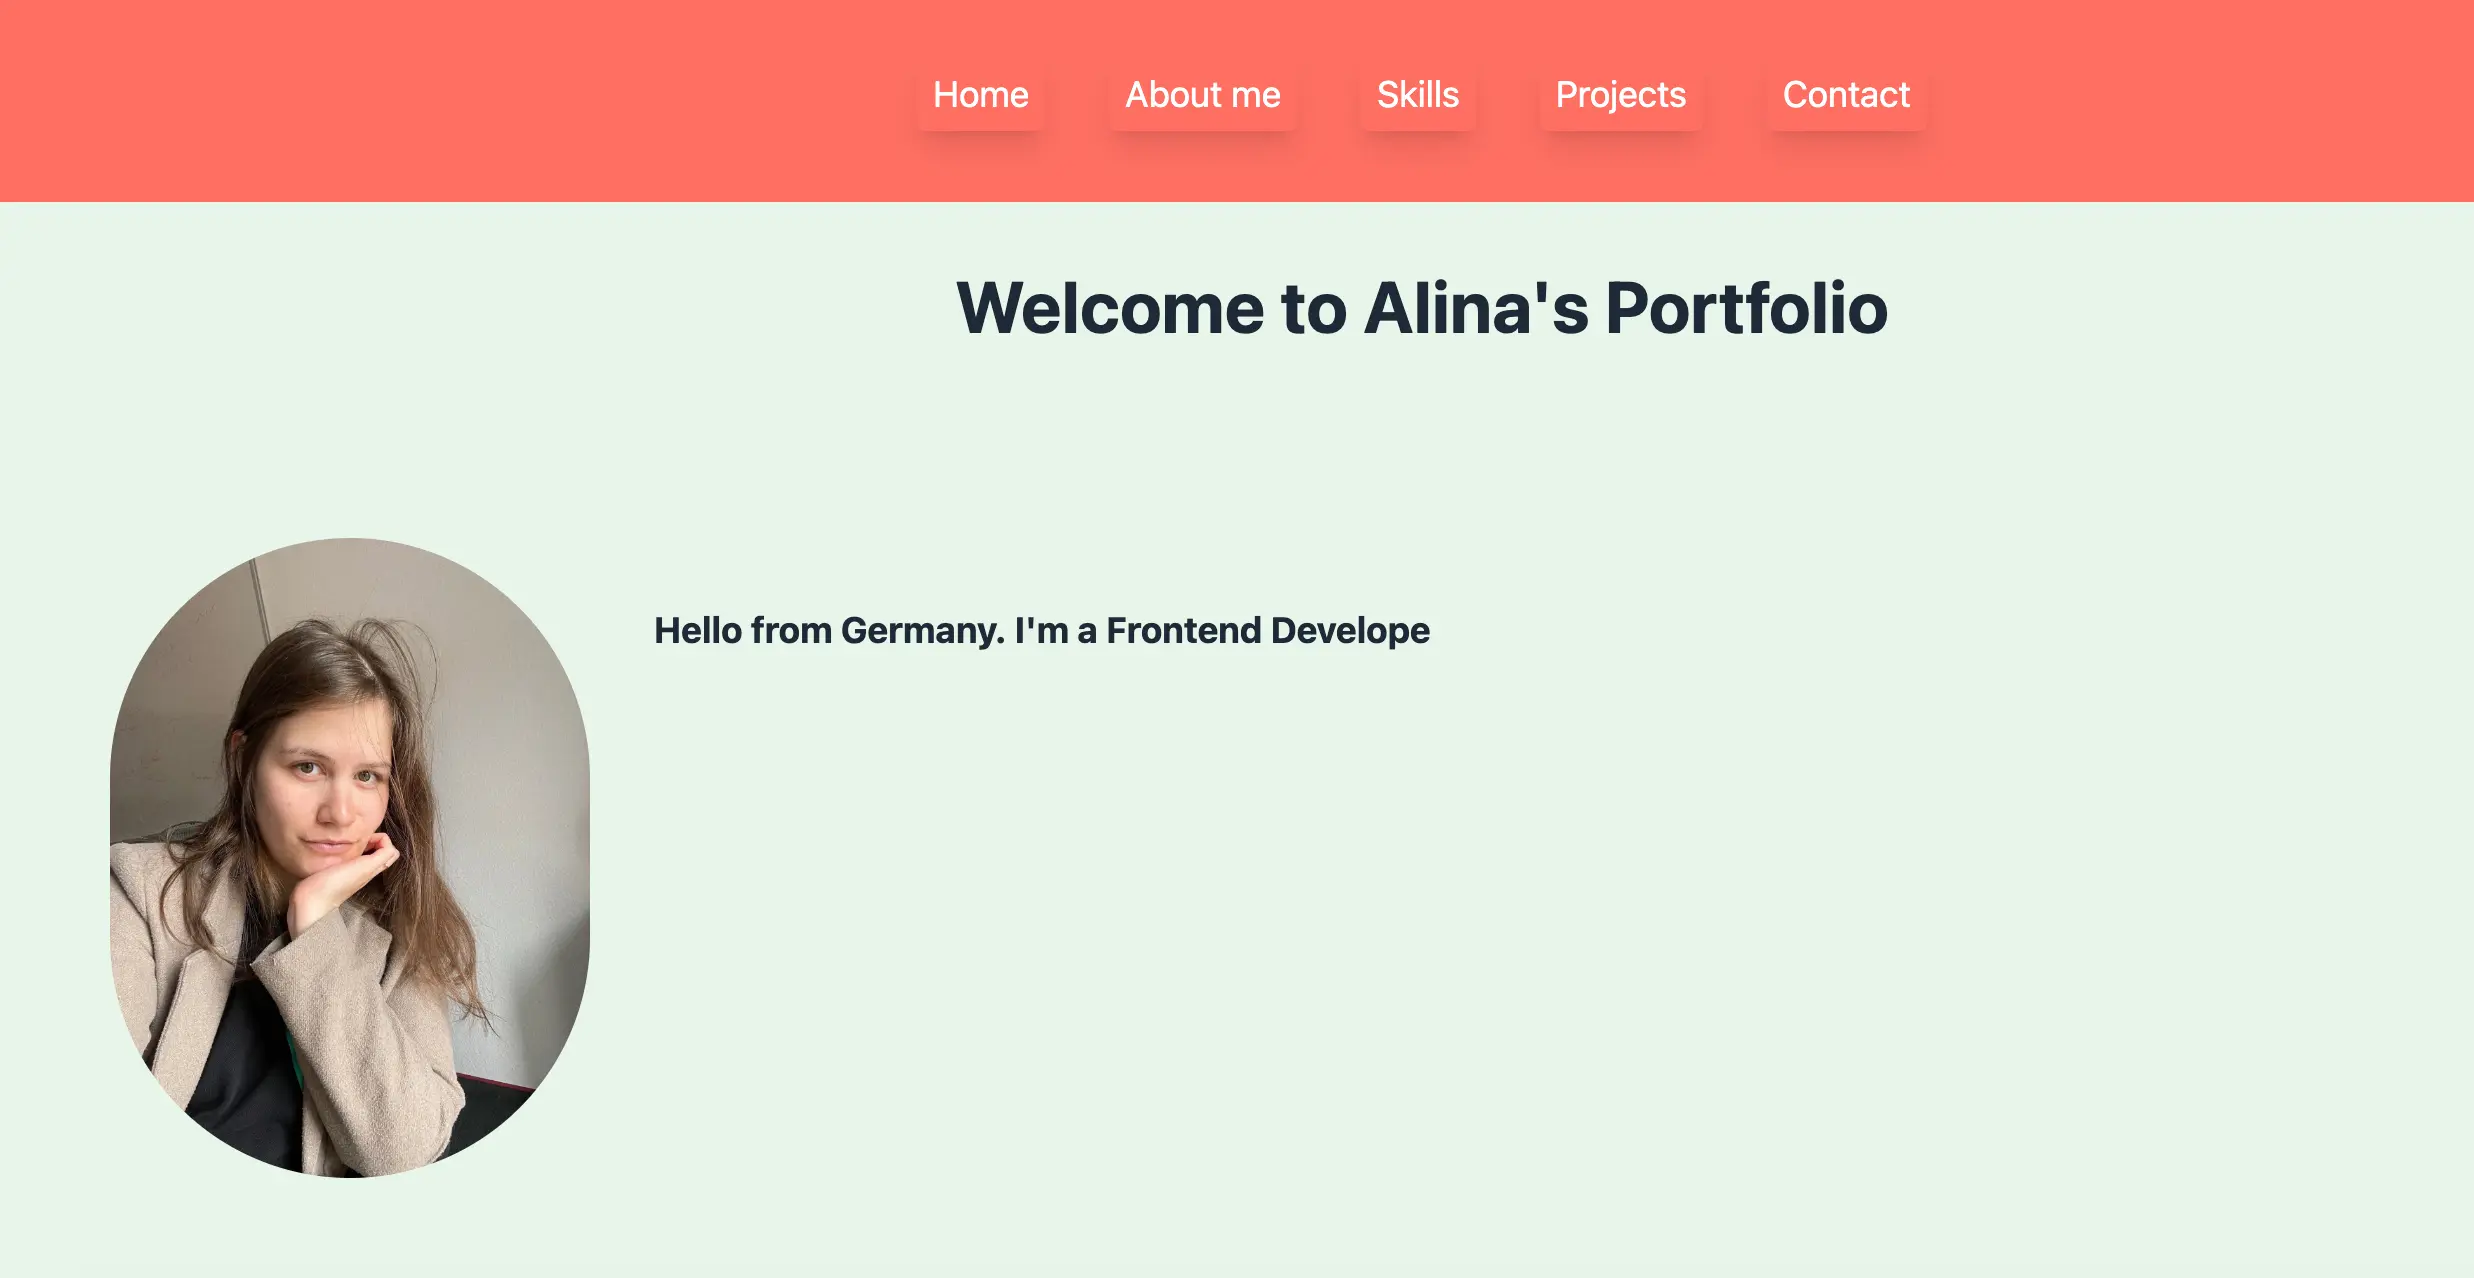 Home About me Skills Projects Contact
Welcome to Alina's Portfolio
Hello from Germany. I'm a Frontend Develope